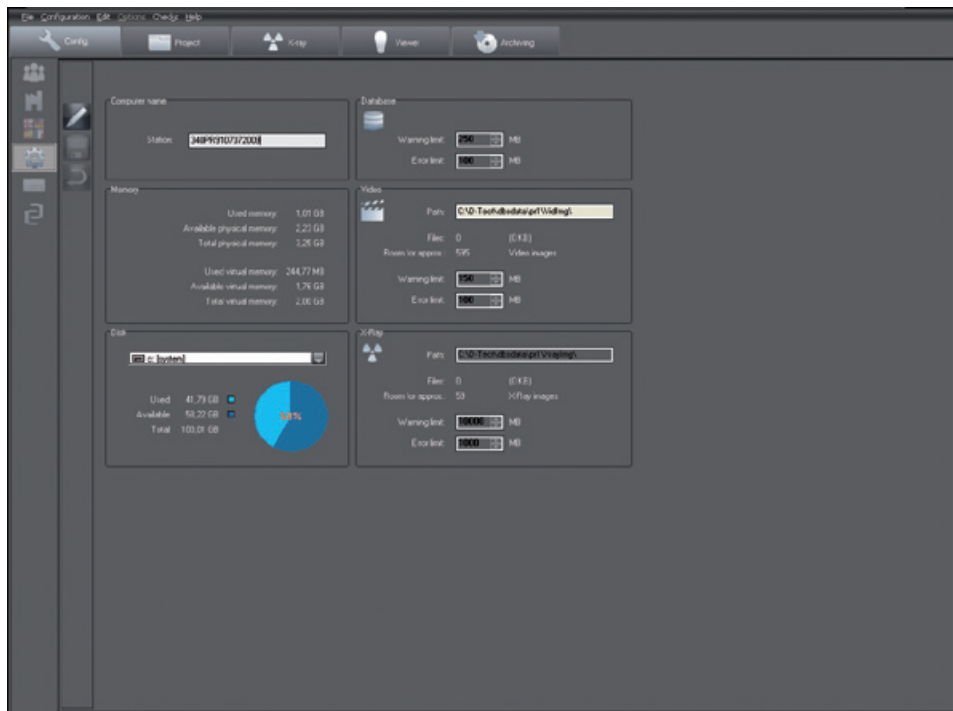 File Configuration Edit Options Help
Config. Project X-ray Viewer Archiving
Computer name
Station:
Memory
Used memory: 1,01 GB
Available physical memory: 2,23 GB
Total physical memory: 3,25 GB
Used virtual memory: 244,77 MB
Available virtual memory: 1,76 GB
Total virtual memory: 2,00 GB
Disk
c: [system]
Used 41,79 GB
Available 58,22 GB
Total 100,01 GB
Database
Warning limit: 250 MB
Error limit: 100 MB
Video
Path:
Files: 0 (0 KB)
Room for approx.: 595 Video images
Warning limit: 150 MB
Error limit: 100 MB
X-Ray
Path:
Files: 0 (0 KB)
Room for approx.: 59 X-Ray images
Warning limit: 10000 MB
Error limit: 1000 MB